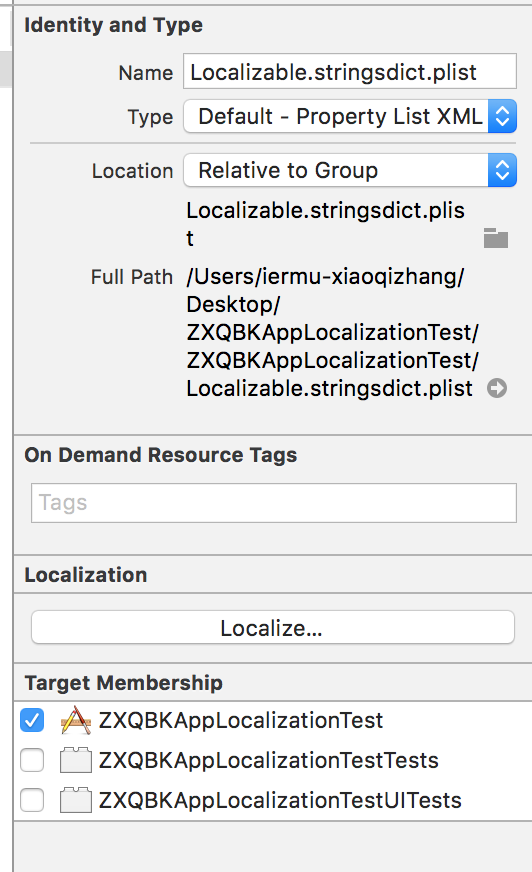 Identity and Type
Name Localizable.stringsdict.plist
Type Default - Property List XML
Location Relative to Group
Localizable.stringsdict.plis
t
Full Path /Users/iermu-xiaoqizhang/
Desktop/
ZXQBKAppLocalizationTest/
ZXQBKAppLocalizationTest/
Localizable.stringsdict.plist
On Demand Resource Tags
Tags
Localization
Localize...
Target Membership
ZXQBKAppLocalizationTest
ZXQBKAppLocalizationTestTests
ZXQBKAppLocalizationTestUITests